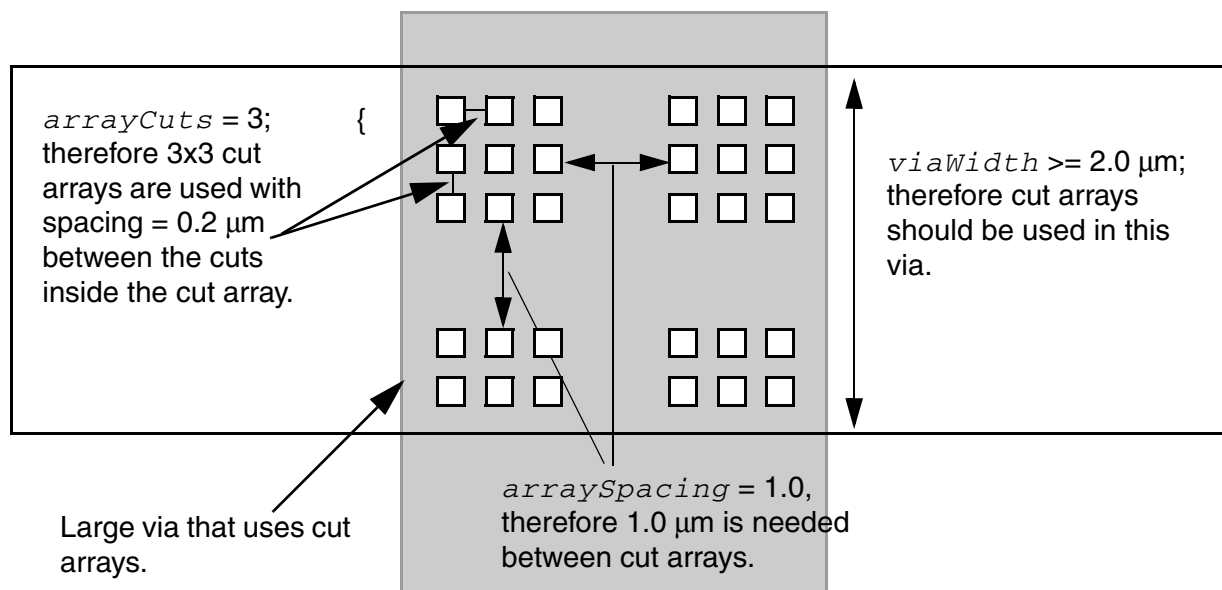 arrayCuts = 3; {
therefore 3x3 cut
arrays are used with
spacing = 0.2 μm
between the cuts
inside the cut array.
viaWidth >= 2.0 μm;
therefore cut arrays
should be used in this
via.
Large via that uses cut
arrays.
arraySpacing = 1.0,
therefore 1.0 μm is needed
between cut arrays.